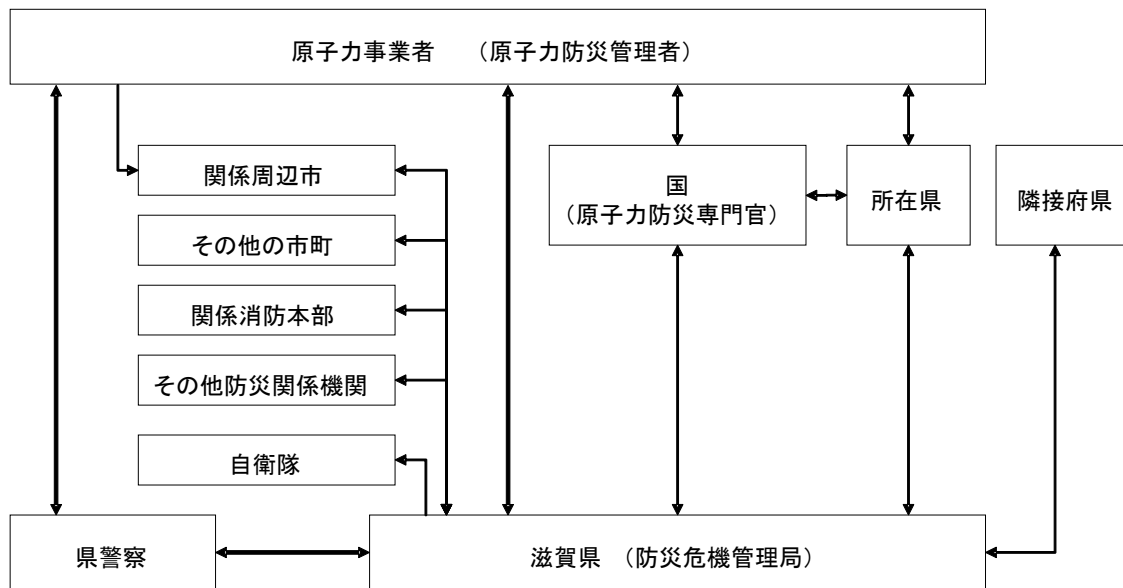 原子力事業者　（原子力防災管理者）
関係周辺市
国
（原子力防災専門官）
所在県
隣接府県
その他の市町
関係消防本部
その他防災関係機関
自衛隊
県警察
滋賀県　（防災危機管理局）